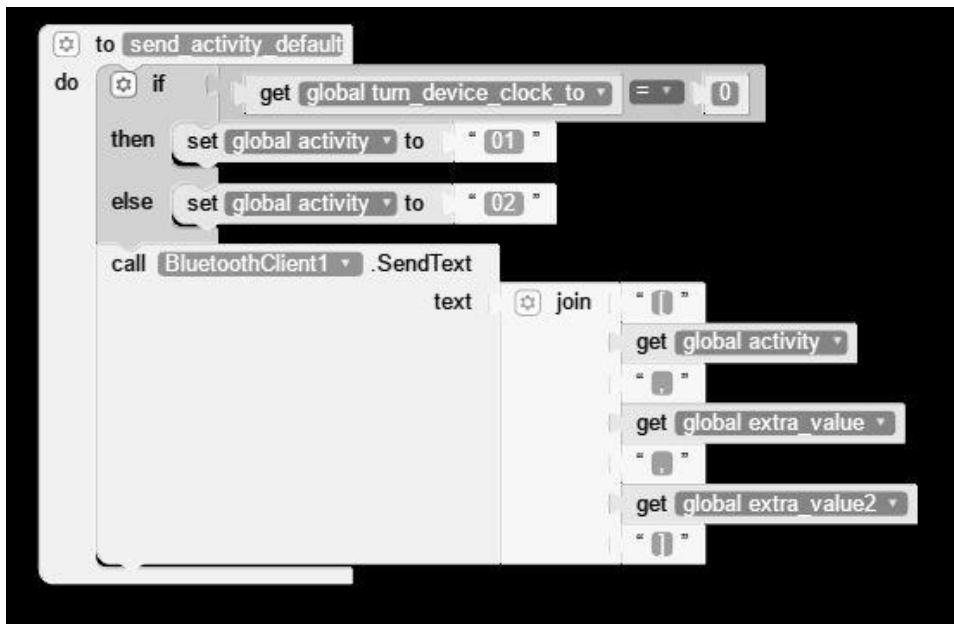 to send_activity_default
do if get global turn_device_clock_to = 0
then set global activity to “ 01 ”
else set global activity to “ 02 ”
call BluetoothClient1 .SendText
text join “ [ ”
get global activity
“ , ”
get global extra_value
“ , ”
get global extra_value2
“ ] ”